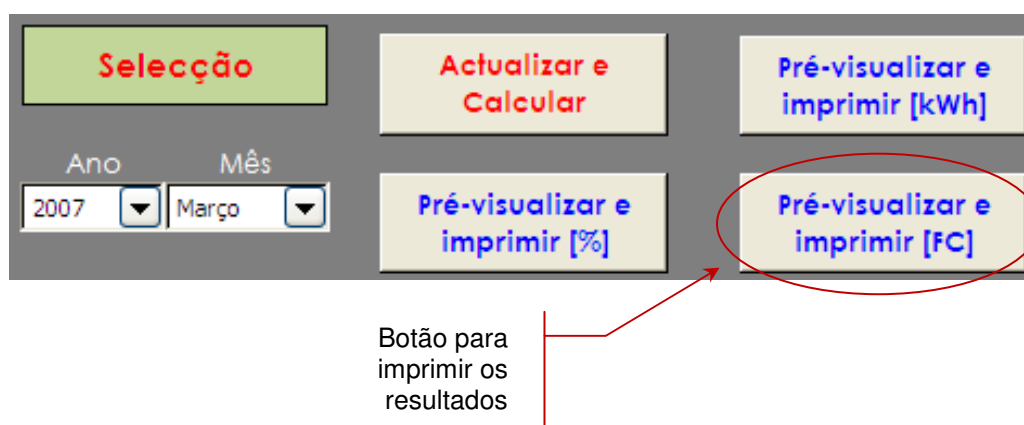 Selecção
Actualizar e
Calcular
Pré-visualizar e
imprimir [kWh]
Ano
Mês
2007
Março
Pré-visualizar e
imprimir [%]
Pré-visualizar e
imprimir [FC]
Botão para
imprimir os
resultados